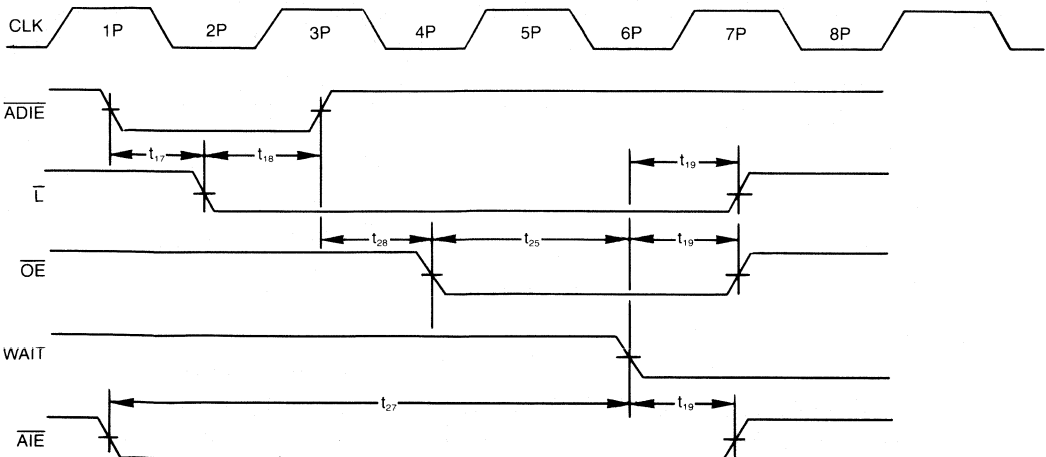 CLK 1P 2P 3P 4P 5P 6P 7P 8P
ADIE
t17 t18 t19
L
t28 t25 t19
OE
WAIT
t27 t19
AIE